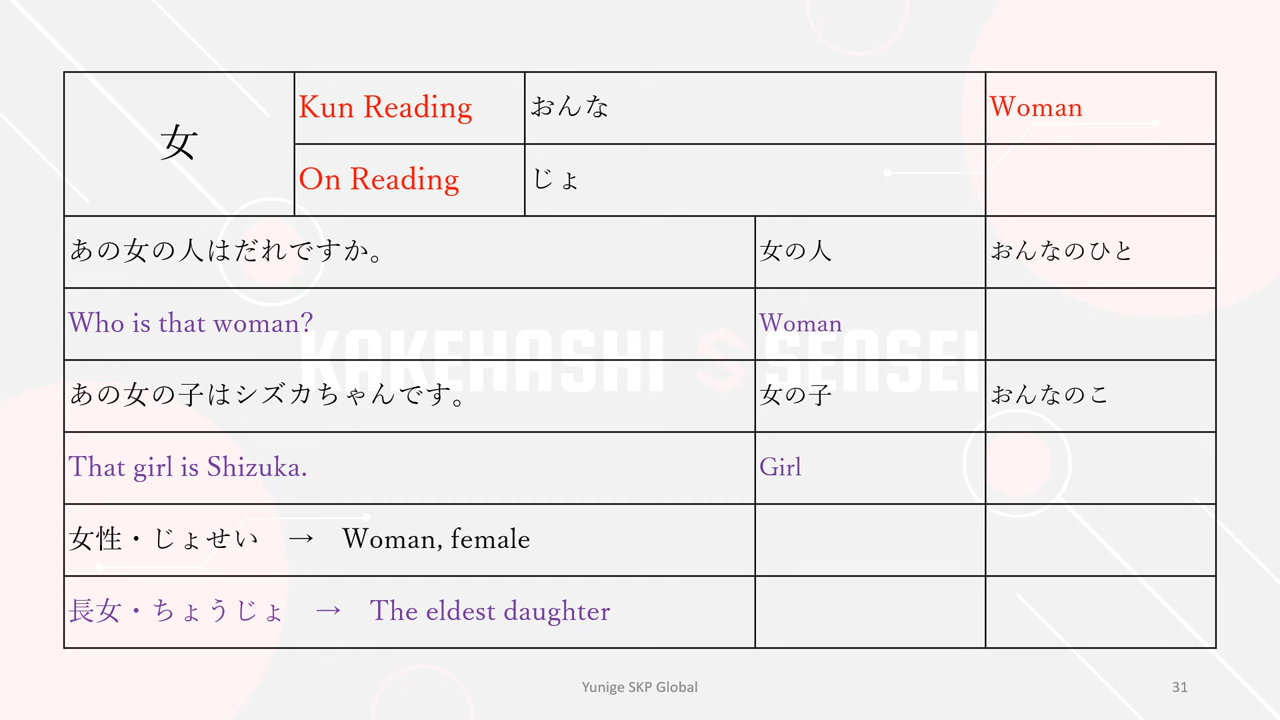 女
Kun Reading おんな Woman
On Reading じょ
あの女の人はだれですか。 女の人 おんなのひと
Who is that woman? Woman
あの女の子はシズカちゃんです。 女の子 おんなのこ
That girl is Shizuka. Girl
女性・じょせい → Woman, female
長女・ちょうじょ → The eldest daughter
KAKEHASHI SENSEI
Yunige SKP Global 31